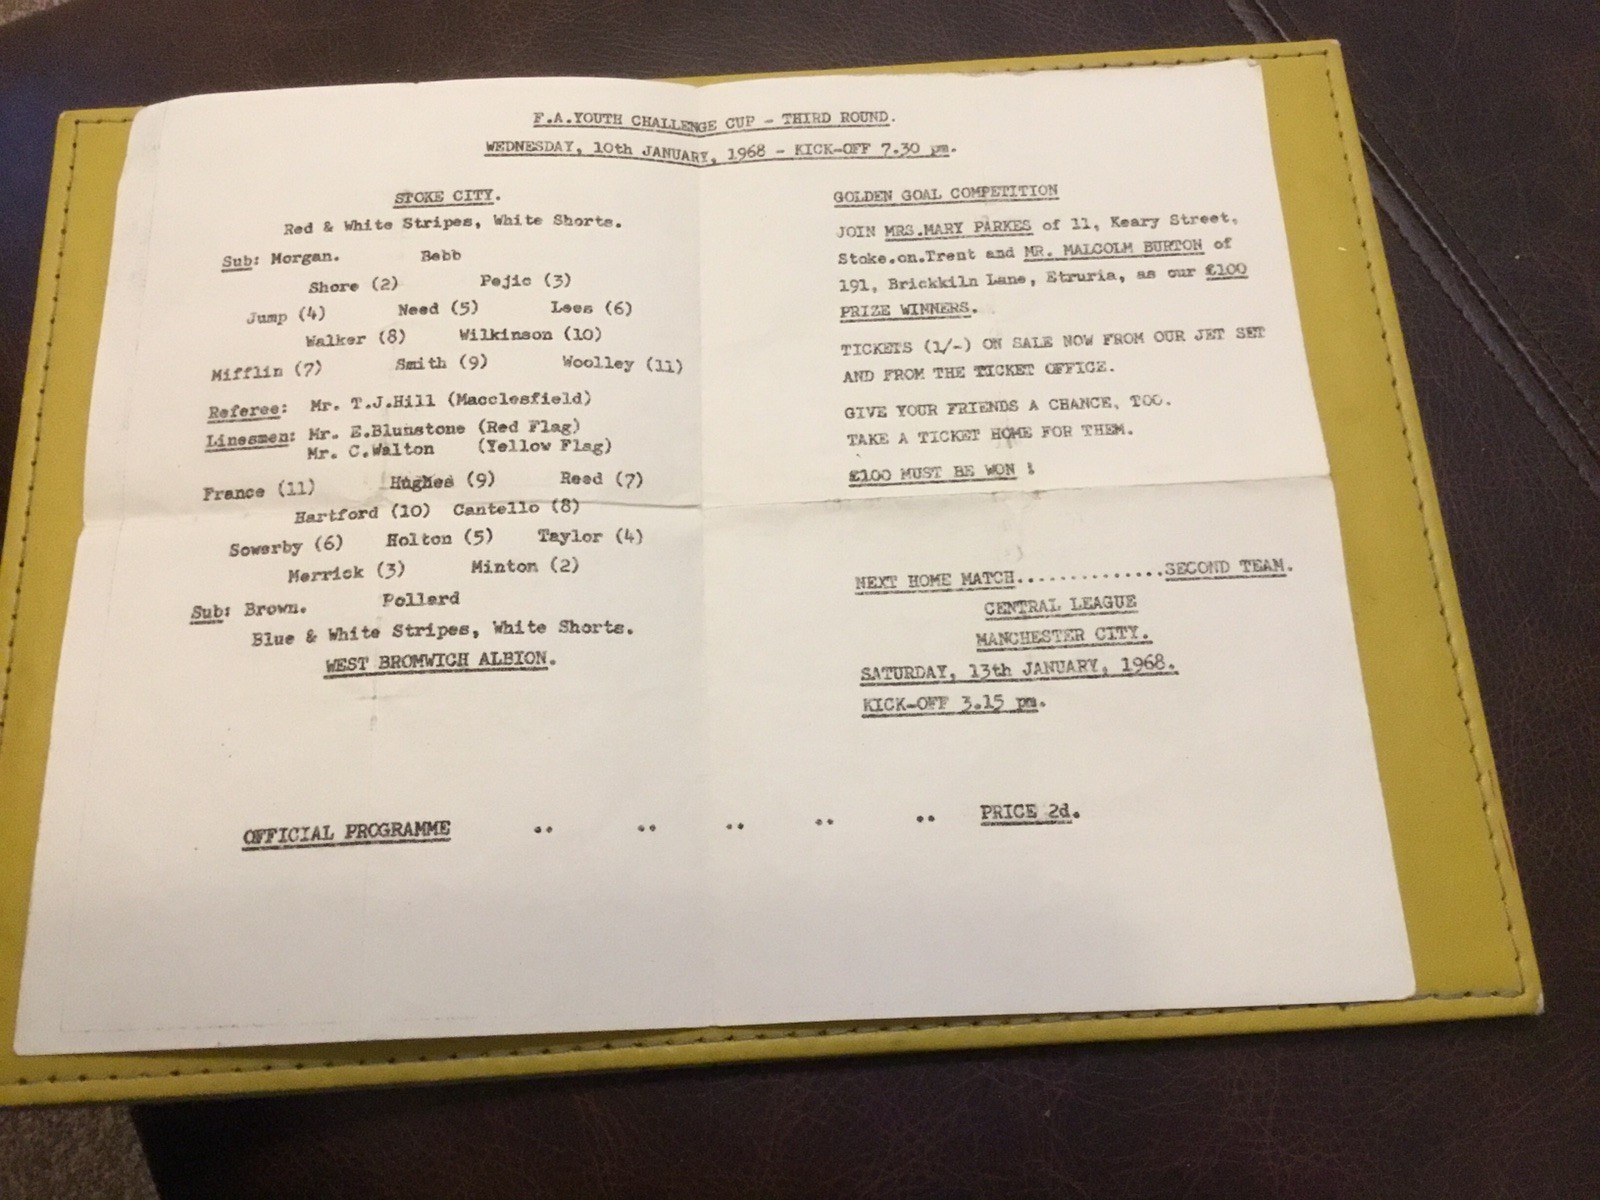 F.A.YOUTH CHALLENGE CUP - THIRD ROUND.
WEDNESDAY, 10th JANUARY, 1968 - KICK-OFF 7.30 pm.
STOKE CITY.
Red & White Stripes, White Shorts.
Sub: Morgan. Bebb
Shore (2) Pejic (3)
Jump (4) Need (5) Lees (6)
Walker (8) Wilkinson (10)
Mifflin (7) Smith (9) Woolley (11)
Referee: Mr. T.J.Hill (Macclesfield)
Linesmen: Mr. E.Blunstone (Red Flag)
Mr. C.Walton (Yellow Flag)
France (11) Hughes (9) Reed (7)
Hartford (10) Cantello (8)
Sowerby (6) Holton (5) Taylor (4)
Merrick (3) Minton (2)
Sub: Brown. Pollard
Blue & White Stripes, White Shorts.
WEST BROMWICH ALBION.
GOLDEN GOAL COMPETITION
JOIN MRS.MARY PARKES of 11, Keary Street,
Stoke.on.Trent and MR. MALCOLM BURTON of
191, Brickkiln Lane, Etruria, as our £100
PRIZE WINNERS.
TICKETS (1/-) ON SALE NOW FROM OUR JET SET
AND FROM THE TICKET OFFICE.
GIVE YOUR FRIENDS A CHANCE, TOO.
TAKE A TICKET HOME FOR THEM.
£100 MUST BE WON !
NEXT HOME MATCH..............SECOND TEAM.
CENTRAL LEAGUE
MANCHESTER CITY.
SATURDAY, 13th JANUARY, 1968.
KICK-OFF 3.15 pm.
OFFICIAL PROGRAMME .. .. .. .. .. PRICE 2d.